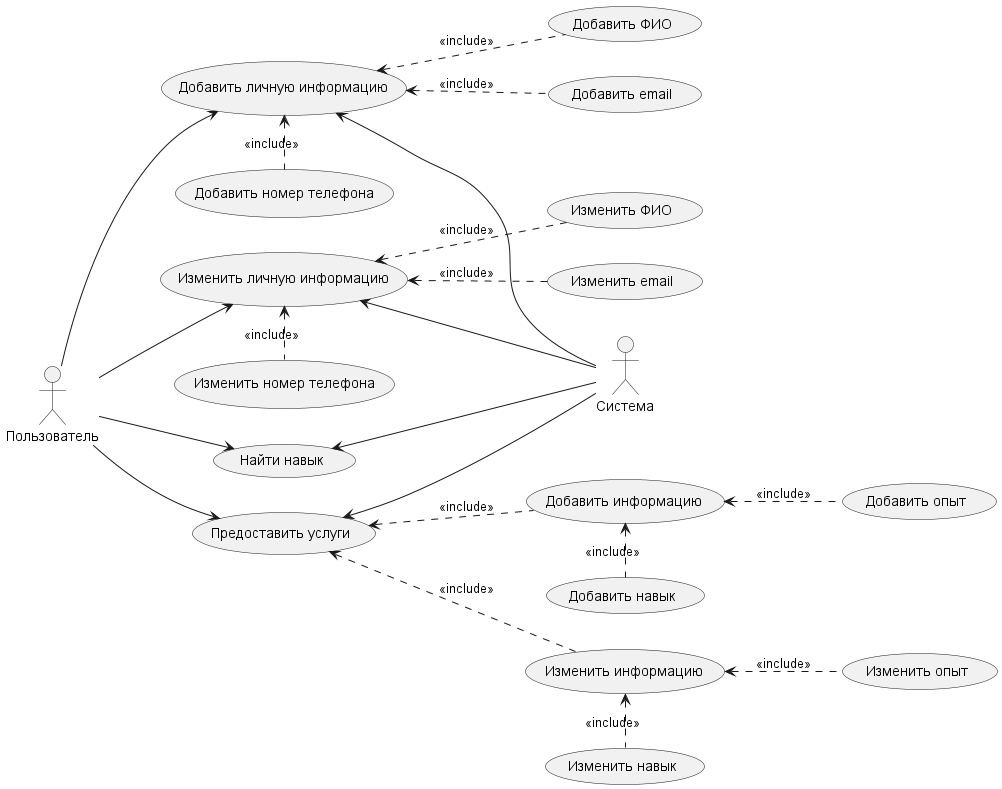 Добавить ФИО
«include»
Добавить личную информацию
«include»
Добавить email
«include»
Добавить номер телефона
Изменить ФИО
«include»
Изменить личную информацию
«include»
Изменить email
«include»
Изменить номер телефона
Система
Пользователь
Найти навык
Добавить информацию
«include»
Добавить опыт
«include»
Предоставить услуги
«include»
Добавить навык
«include»
Изменить информацию
«include»
Изменить опыт
«include»
Изменить навык